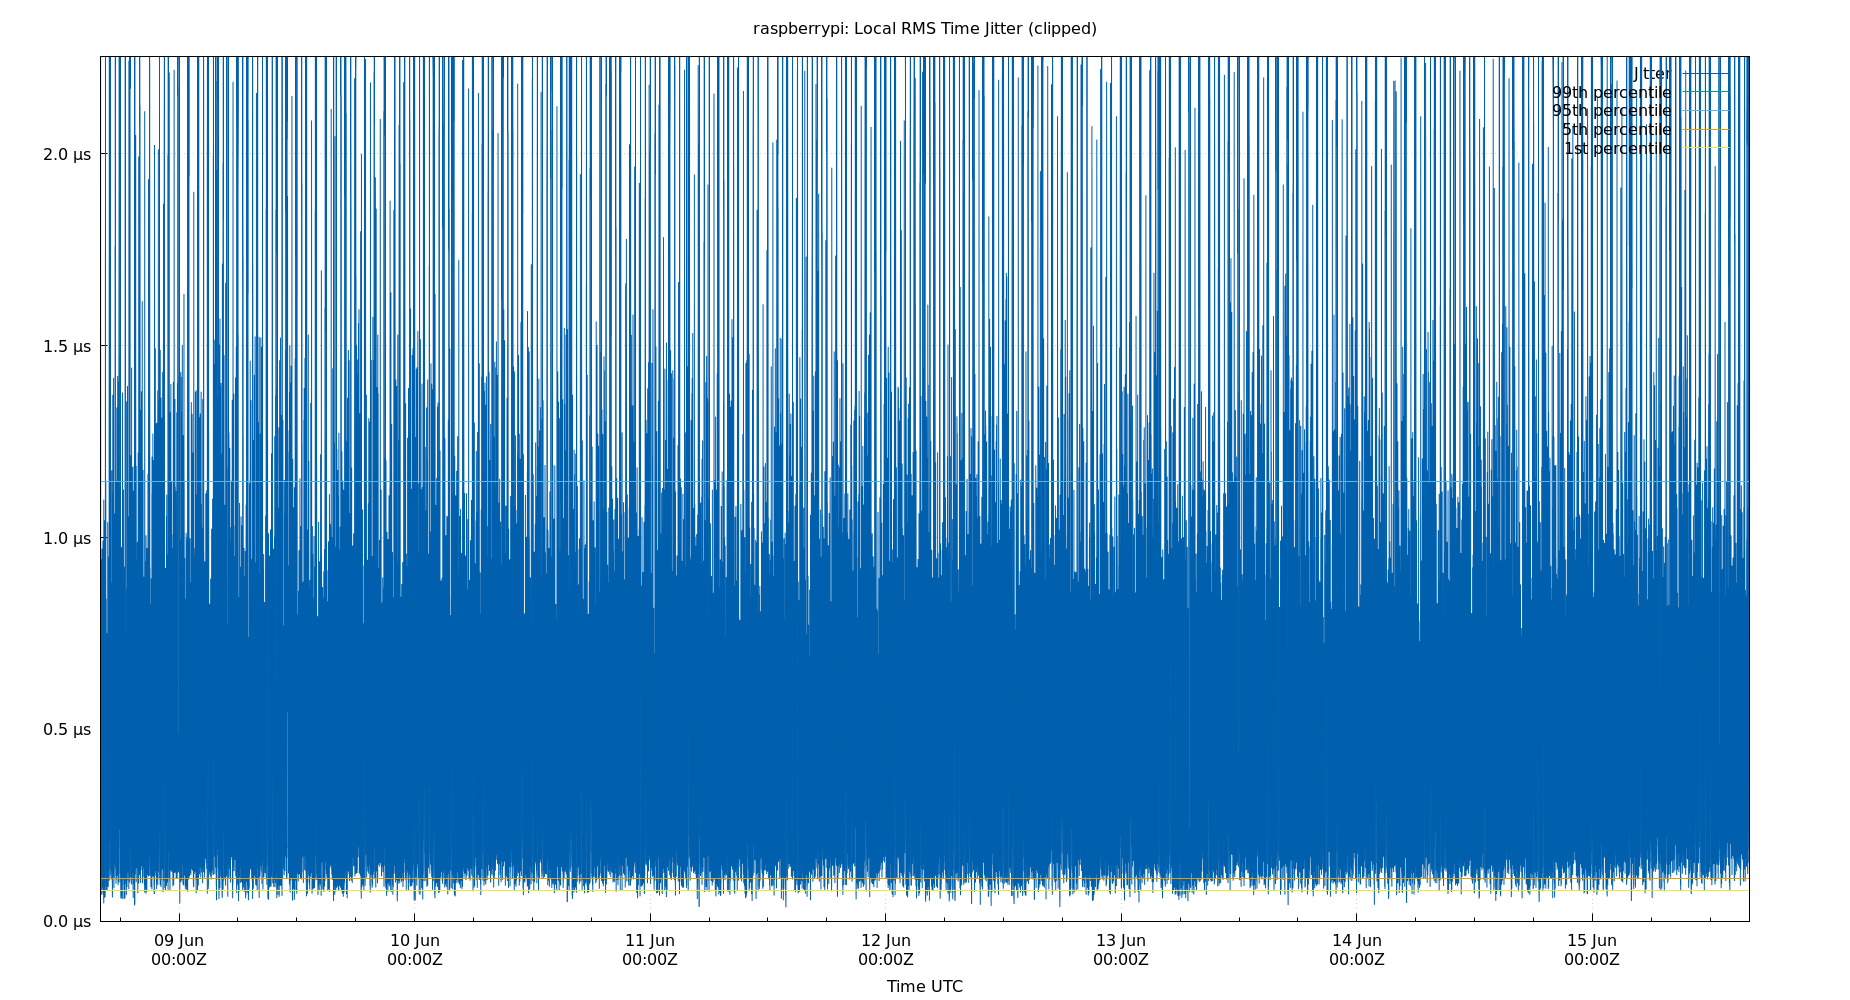 raspberrypi: Local RMS Time Jitter (clipped)
Jitter
99th percentile
95th percentile
5th percentile
1st percentile
2.0 µs
1.5 µs
1.0 µs
0.5 µs
0.0 µs
09 Jun 10 Jun 11 Jun 12 Jun 13 Jun 14 Jun 15 Jun
00:00Z 00:00Z 00:00Z 00:00Z 00:00Z 00:00Z 00:00Z
Time UTC